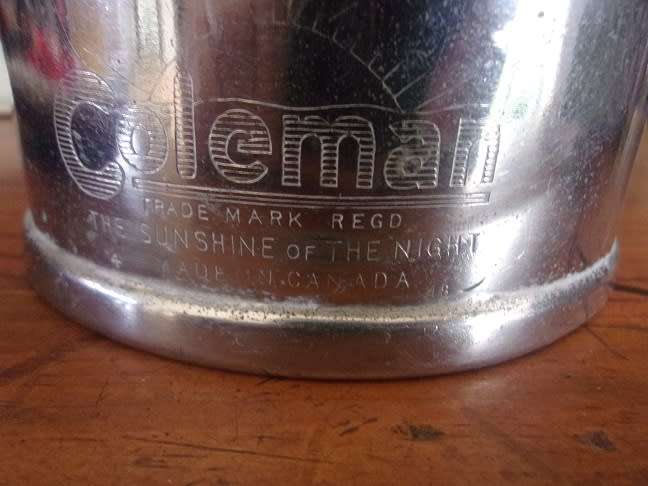 Coleman
TRADE MARK REGD
THE SUNSHINE OF THE NIGHT
MADE IN CANADA